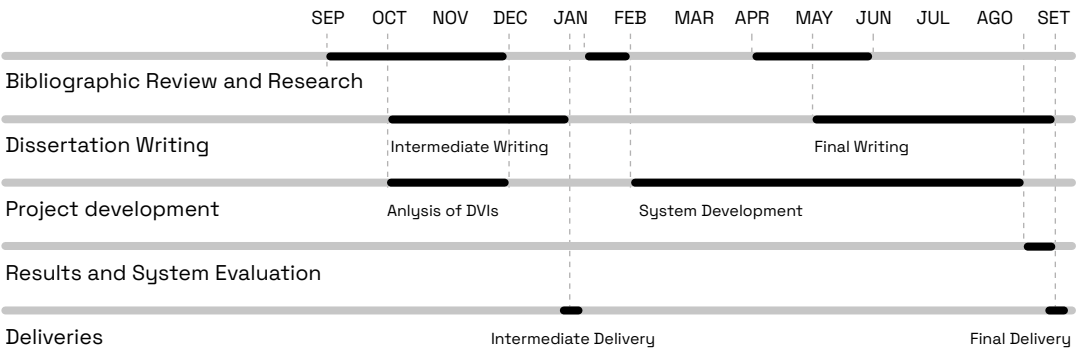 SEP OCT NOV DEC JAN FEB MAR APR MAY JUN JUL AGO SET
Bibliographic Review and Research
Dissertation Writing Intermediate Writing Final Writing
Project development Anlysis of DVIs System Development
Results and System Evaluation
Deliveries Intermediate Delivery Final Delivery